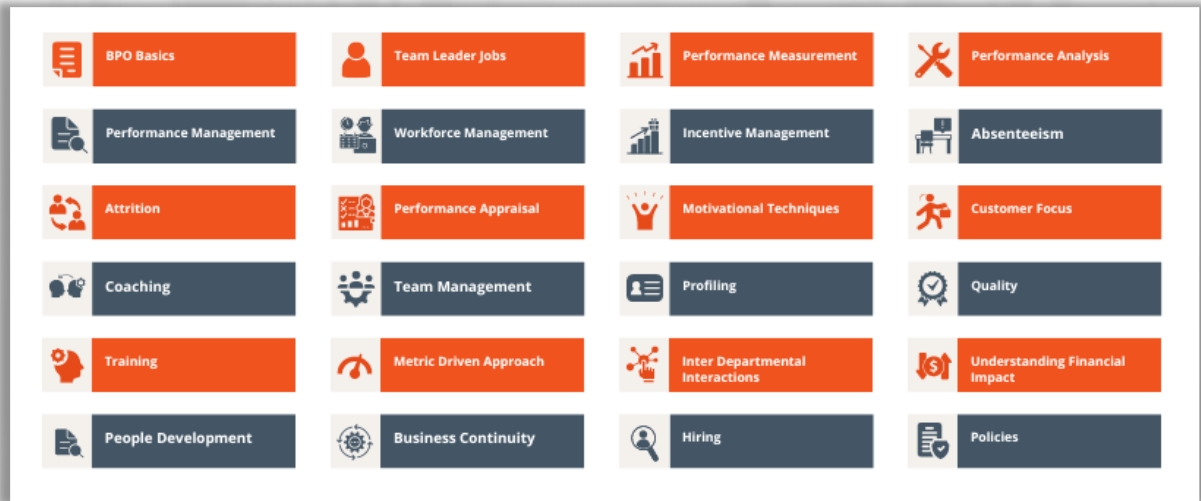 BPO Basics
Team Leader Jobs
Performance Measurement
Performance Analysis
Performance Management
Workforce Management
Incentive Management
Absenteeism
Attrition
Performance Appraisal
Motivational Techniques
Customer Focus
Coaching
Team Management
Profiling
Quality
Training
Metric Driven Approach
Inter Departmental
Interactions
Understanding Financial
Impact
People Development
Business Continuity
Hiring
Policies